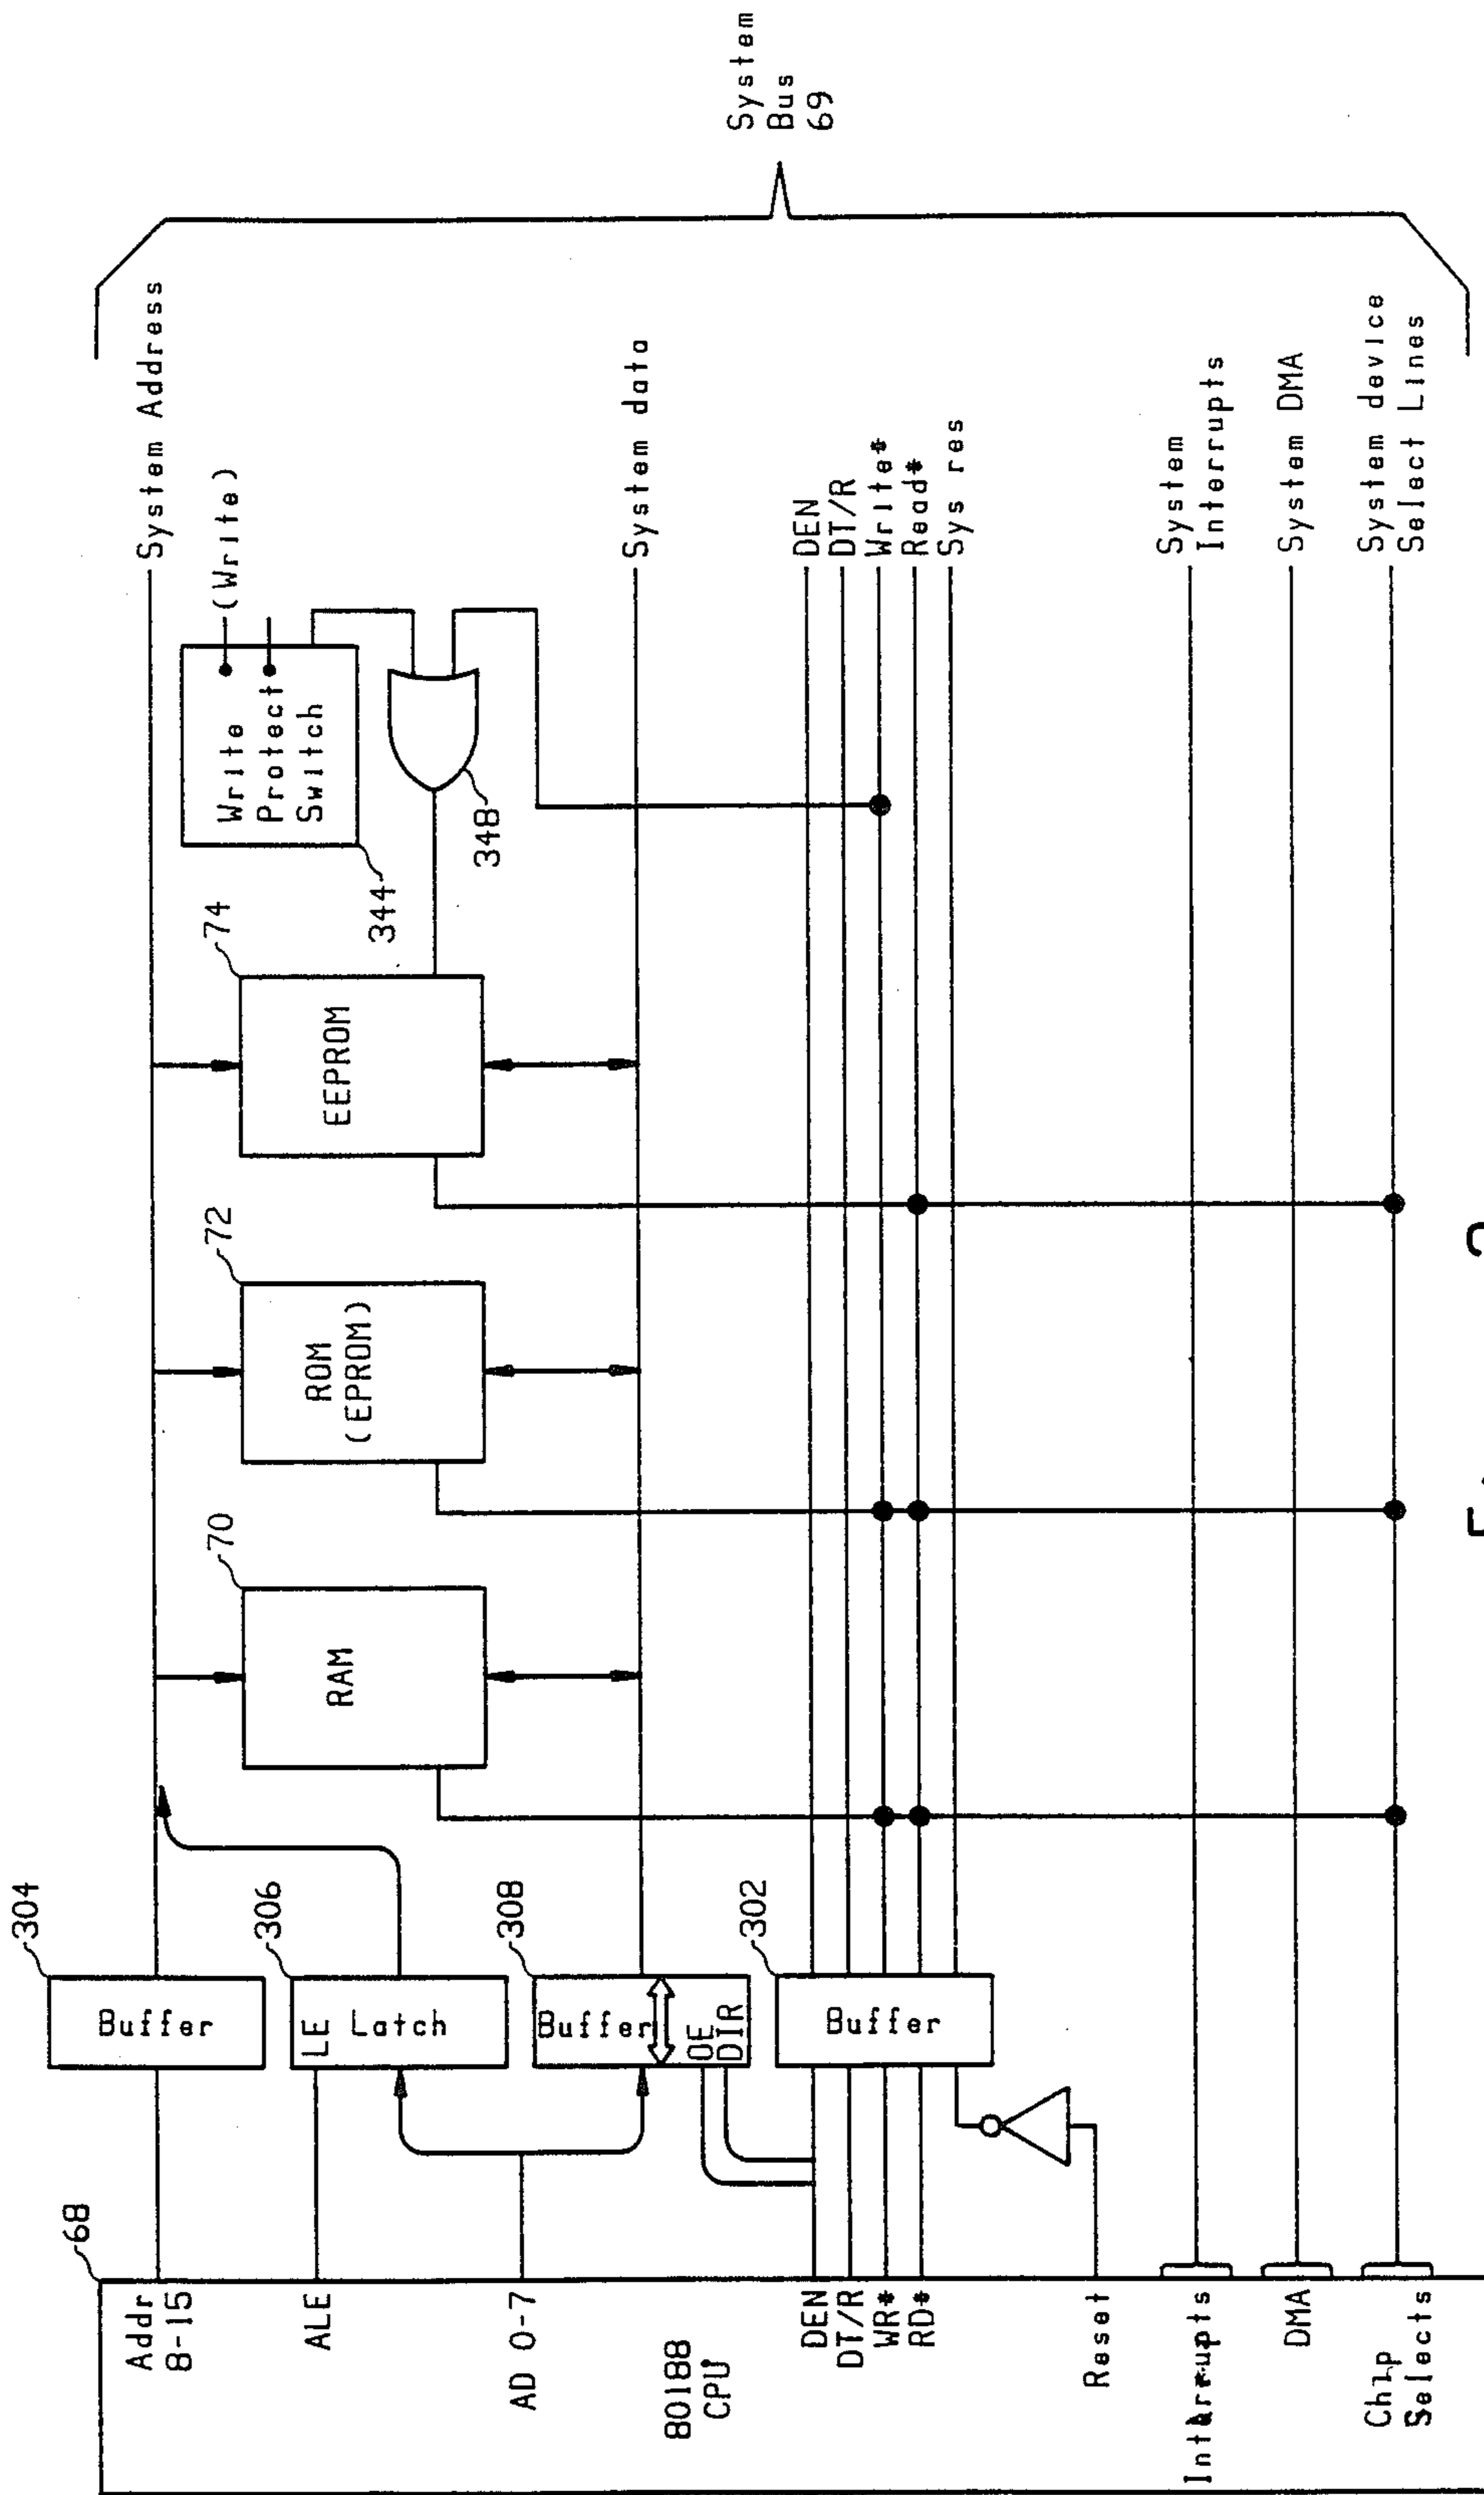 68
Addr
8-15
ALE
AD 0-7
80188
CPU
DEN
DT/R
WR*
RD*
Reset
DMA
Chip
Selects
304
Buffer
306
LE Latch
308
Buffer
OE
DIR
302
Buffer
70
RAM
72
ROM
(EPROM)
74
EEPROM
344
Write
Protect
Switch
(Write)
348
System Address
System data
DEN
DT/R
Write*
Read*
Sys res
System
Interrupts
System DMA
System device
Select Lines
System
Bus
69